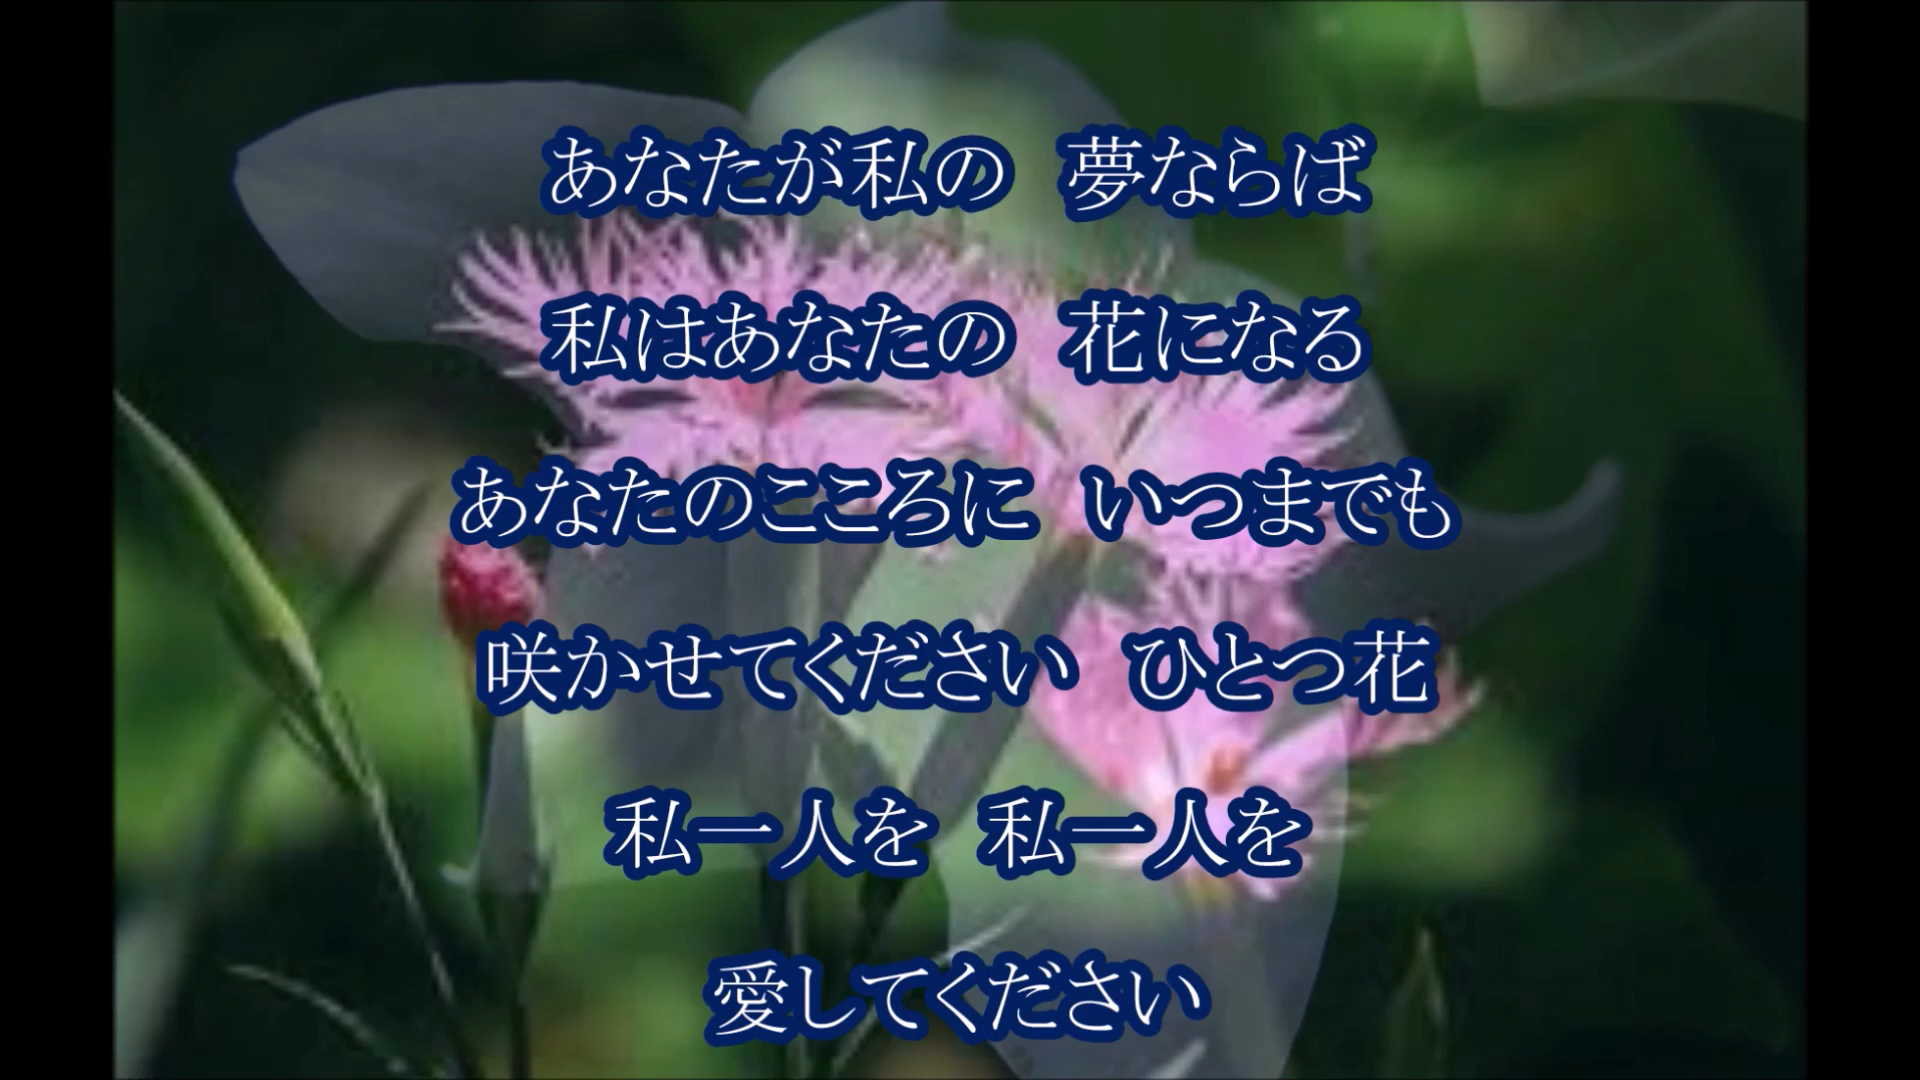 あなたが私の　夢ならば
私はあなたの　花になる
あなたのこころに　いつまでも
咲かせてください　ひとつ花
私一人を　私一人を
愛してください